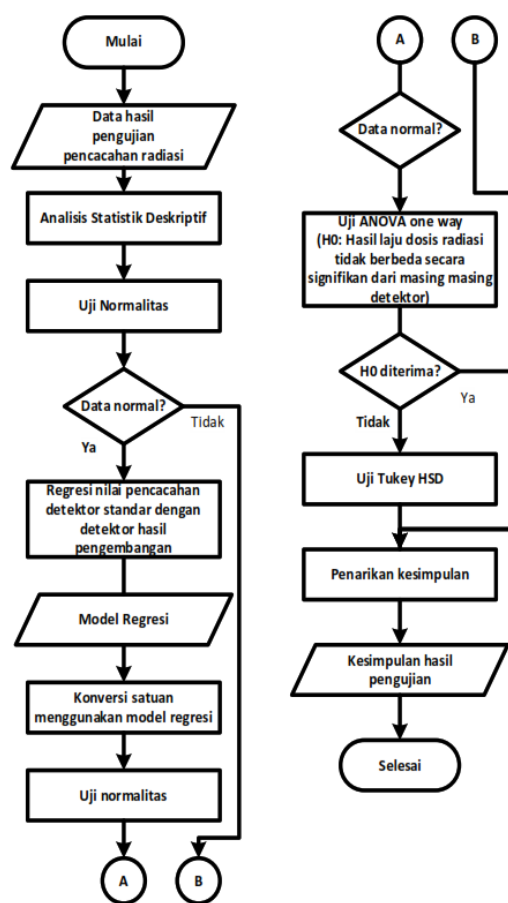 Mulai
Data hasil
pengujian
pencacahan radiasi
Analisis Statistik Deskriptif
Uji Normalitas
Data normal?
Tidak
Ya
Regresi nilai pencacahan
detektor standar dengan
detektor hasil
pengembangan
Model Regresi
Konversi satuan
menggunakan model regresi
Uji normalitas
A
B
A
B
Data normal?
Uji ANOVA one way
(H0: Hasil laju dosis radiasi
tidak berbeda secara
signifikan dari masing masing
detektor)
H0 diterima?
Ya
Tidak
Uji Tukey HSD
Penarikan kesimpulan
Kesimpulan hasil
pengujian
Selesai